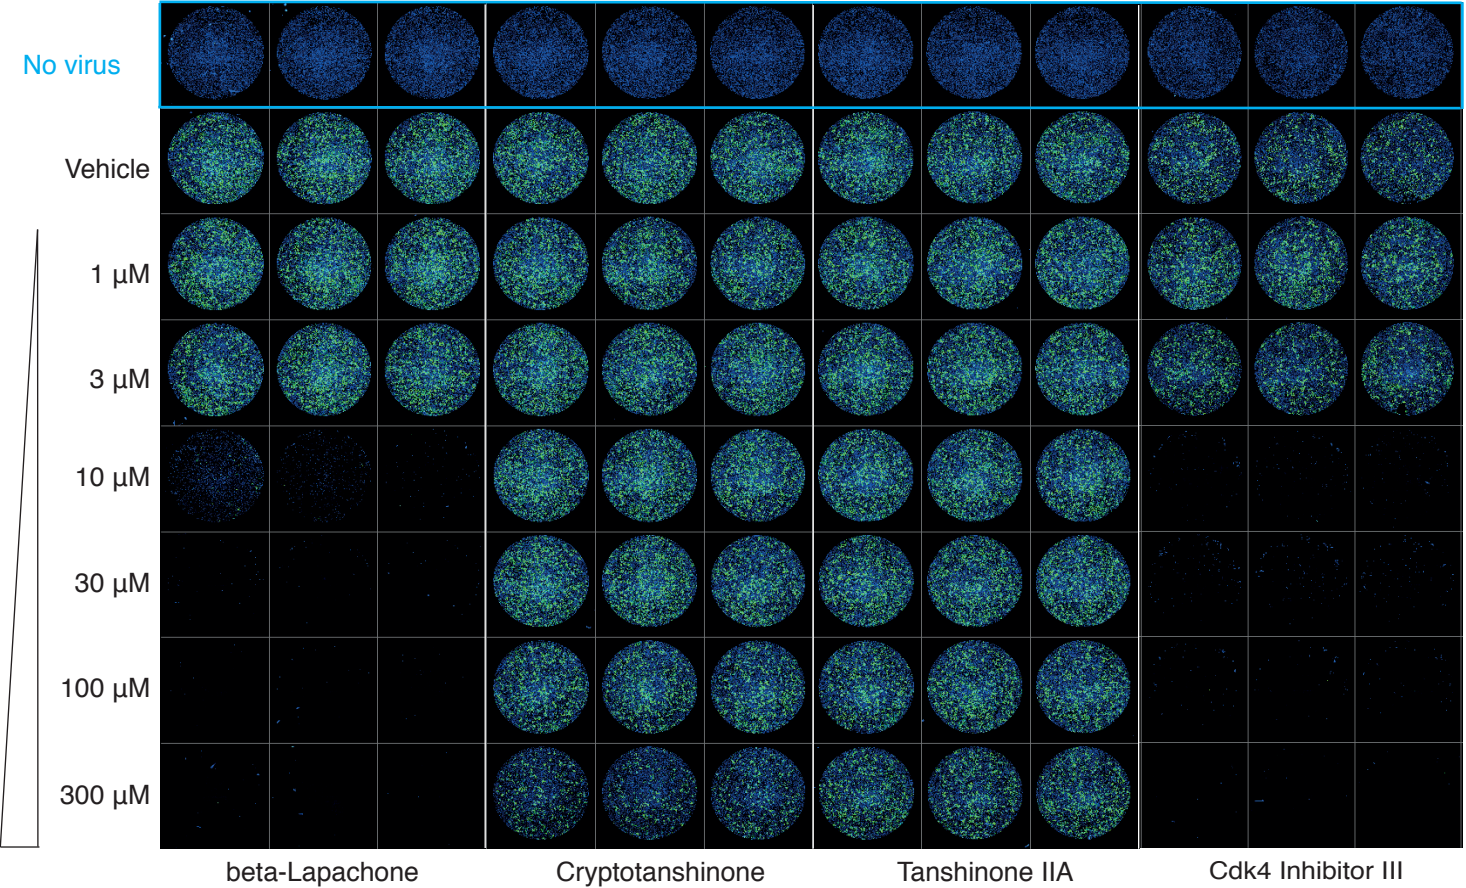 No virus
Vehicle
1 µM
3 µM
10 µM
30 µM
100 µM
300 µM
beta-Lapachone
Cryptotanshinone
Tanshinone IIA
Cdk4 Inhibitor III